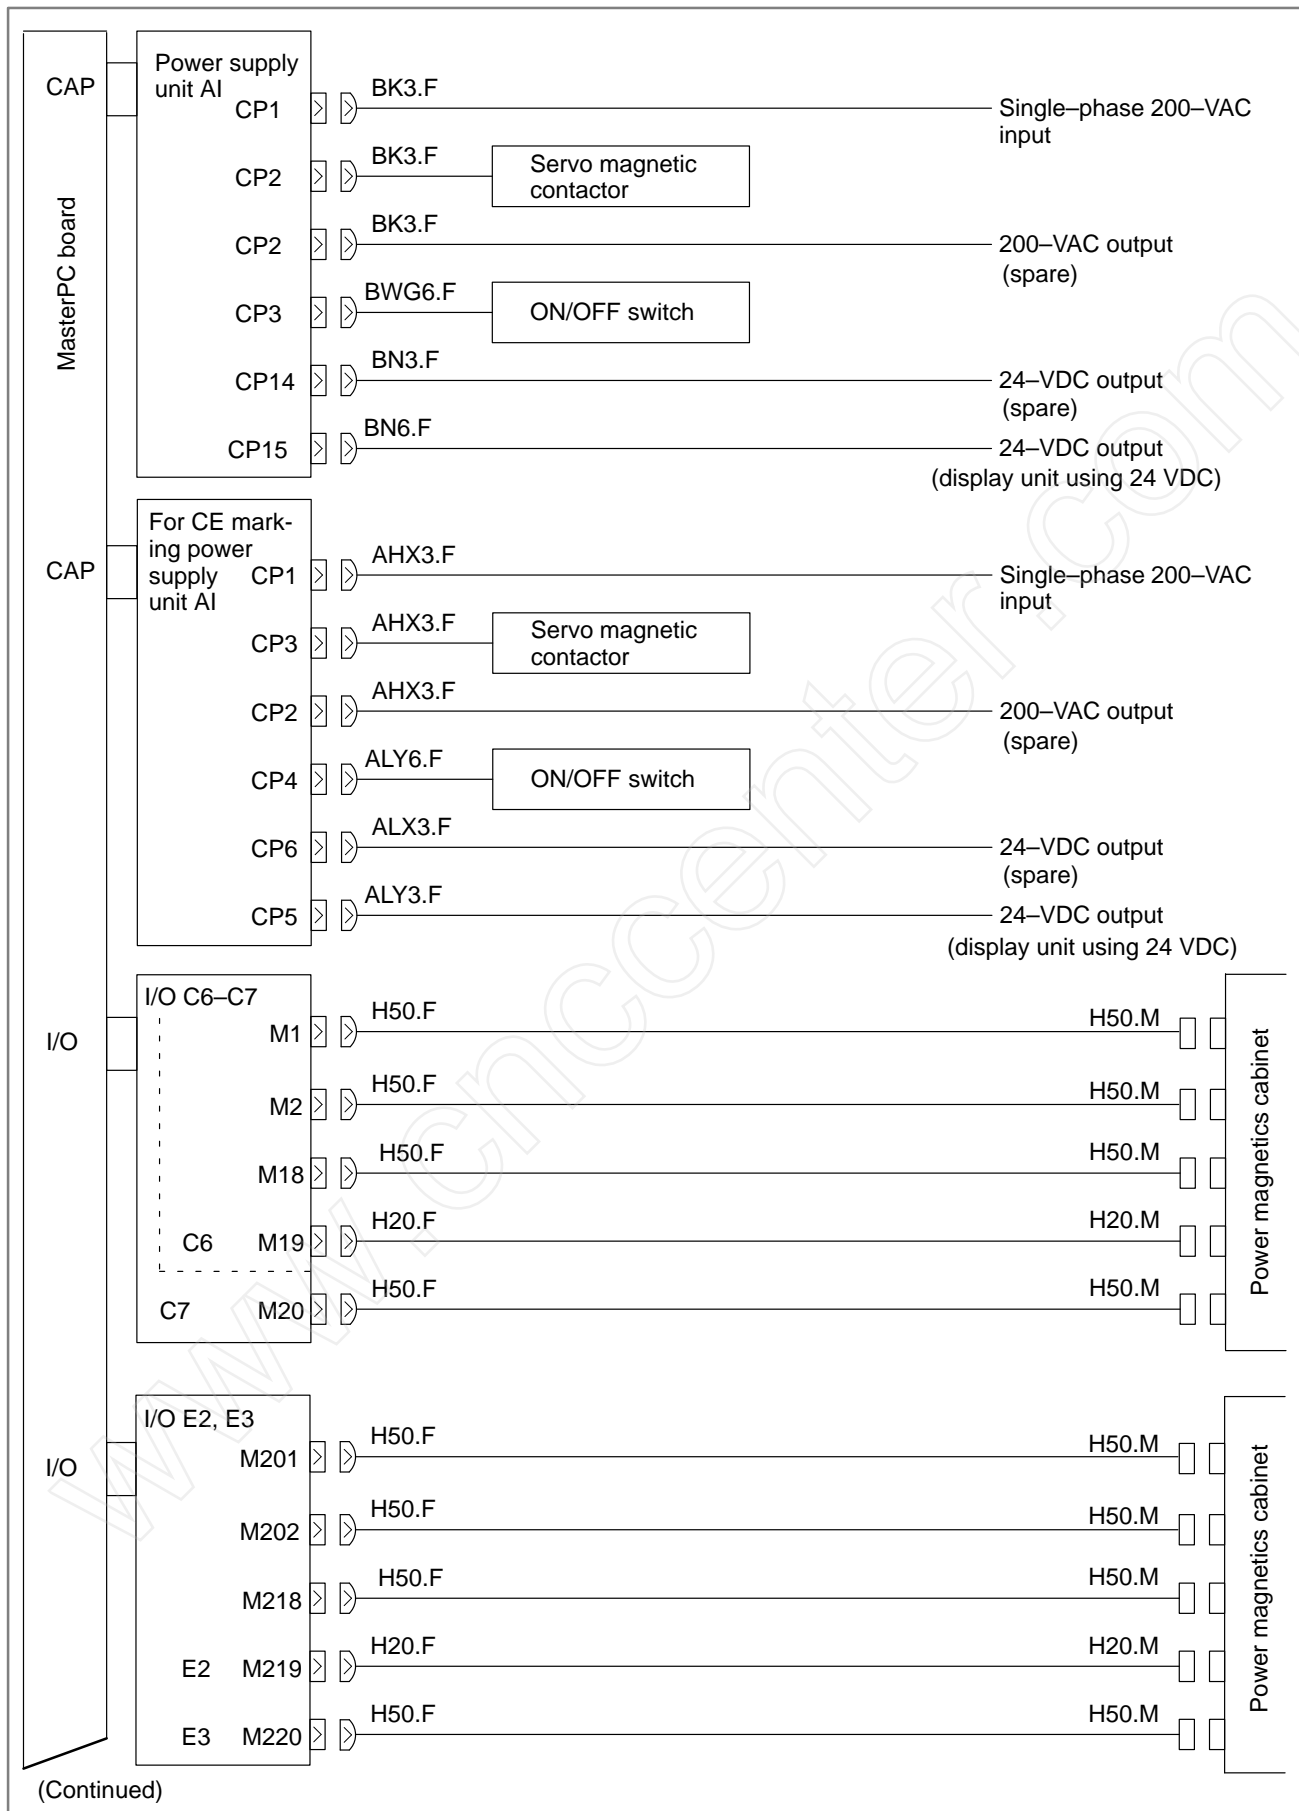 CAP
MasterPC board
Power supply
unit AI
CP1
BK3.F
Single–phase 200–VAC
input
CP2
BK3.F
Servo magnetic
contactor
CP2
BK3.F
200–VAC output
(spare)
CP3
BWG6.F
ON/OFF switch
CP14
BN3.F
24–VDC output
(spare)
CP15
BN6.F
24–VDC output
(display unit using 24 VDC)
CAP
For CE mark-
ing power
supply
unit AI
CP1
AHX3.F
Single–phase 200–VAC
input
CP3
AHX3.F
Servo magnetic
contactor
CP2
AHX3.F
200–VAC output
(spare)
CP4
ALY6.F
ON/OFF switch
CP6
ALX3.F
24–VDC output
(spare)
CP5
ALY3.F
24–VDC output
(display unit using 24 VDC)
I/O
I/O C6–C7
M1
H50.F
H50.M
M2
H50.F
H50.M
M18
H50.F
H50.M
C6
M19
H20.F
H20.M
C7
M20
H50.F
H50.M
Power magnetics cabinet
I/O
I/O E2, E3
M201
H50.F
H50.M
M202
H50.F
H50.M
M218
H50.F
H50.M
E2
M219
H20.F
H20.M
E3
M220
H50.F
H50.M
Power magnetics cabinet
(Continued)
www.cnccenter.com